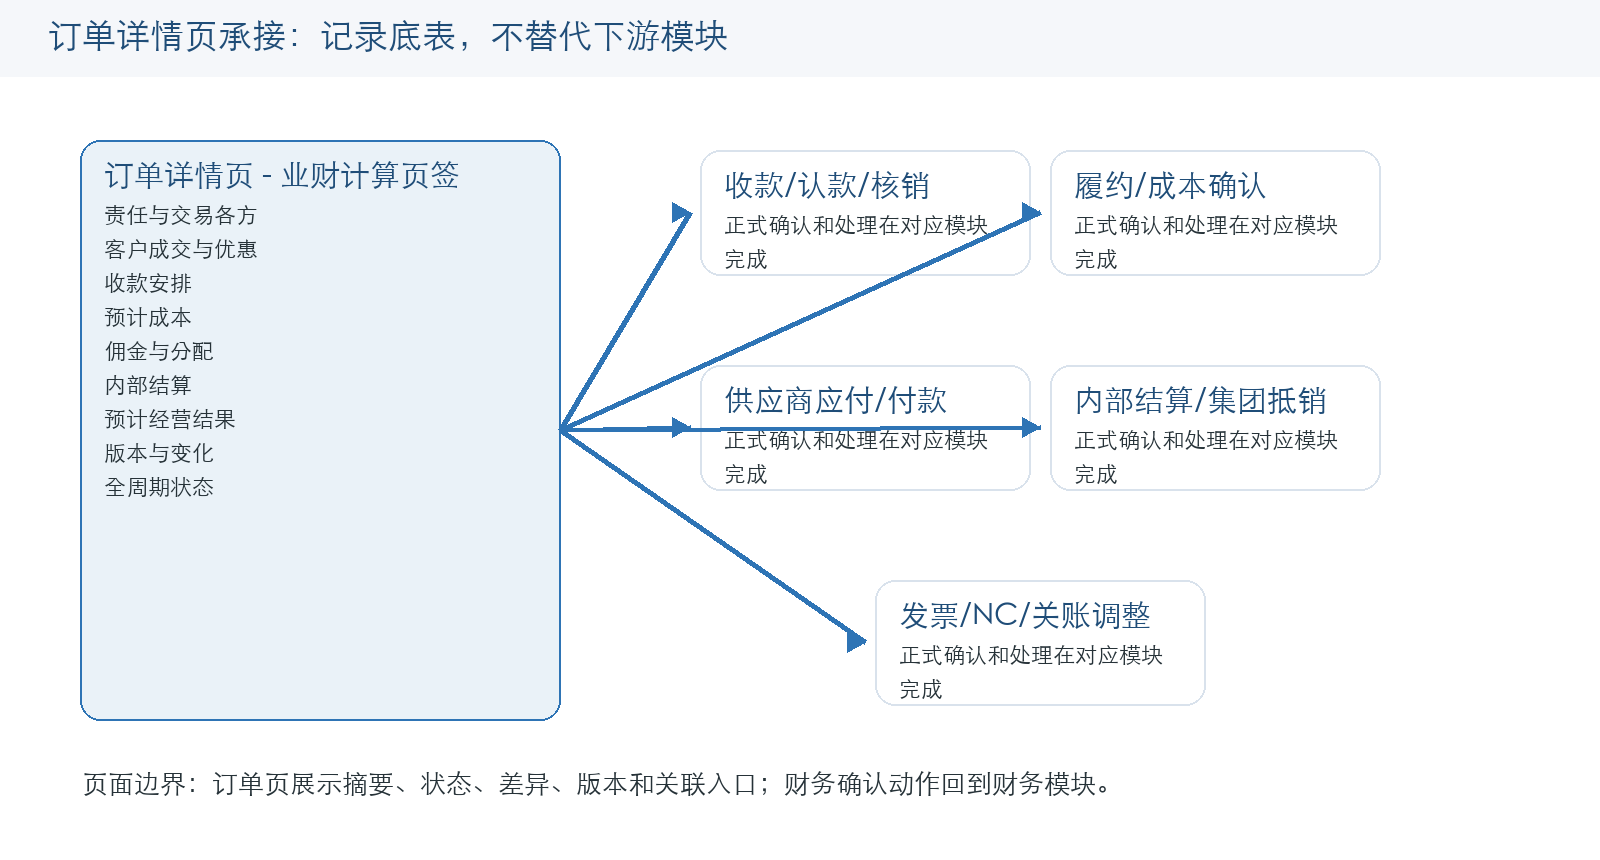 订单详情页承接：记录底表，不替代下游模块
订单详情页 - 业财计算页签
责任与交易各方
客户成交与优惠
收款安排
预计成本
佣金与分配
内部结算
预计经营结果
版本与变化
全周期状态
收款/认款/核销
正式确认和处理在对应模块
完成
履约/成本确认
正式确认和处理在对应模块
完成
供应商应付/付款
正式确认和处理在对应模块
完成
内部结算/集团抵销
正式确认和处理在对应模块
完成
发票/NC/关账调整
正式确认和处理在对应模块
完成
页面边界：订单页展示摘要、状态、差异、版本和关联入口；财务确认动作回到财务模块。